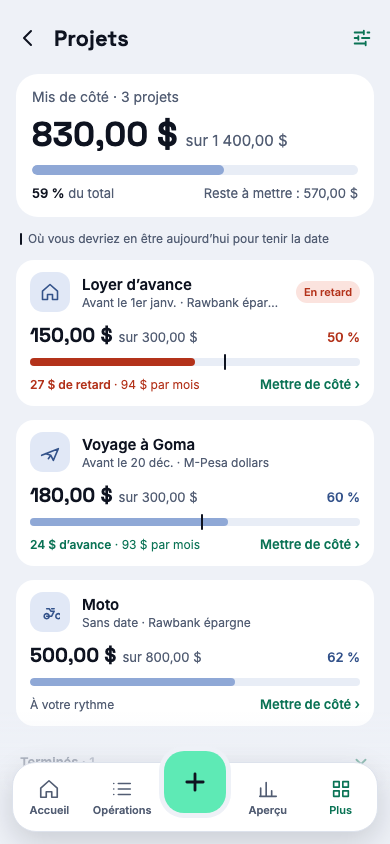 Projets
Mis de côté · 3 projets
830,00 $ sur 1 400,00 $
59 % du total
Reste à mettre : 570,00 $
Où vous devriez en être aujourd’hui pour tenir la date
Loyer d’avance
Avant le 1er janv. · Rawbank épar…
En retard
150,00 $ sur 300,00 $
50 %
27 $ de retard · 94 $ par mois
Mettre de côté ›
Voyage à Goma
Avant le 20 déc. · M-Pesa dollars
180,00 $ sur 300,00 $
60 %
24 $ d’avance · 93 $ par mois
Mettre de côté ›
Moto
Sans date · Rawbank épargne
500,00 $ sur 800,00 $
62 %
À votre rythme
Mettre de côté ›
Terminés · 1
Accueil
Opérations
Aperçu
Plus